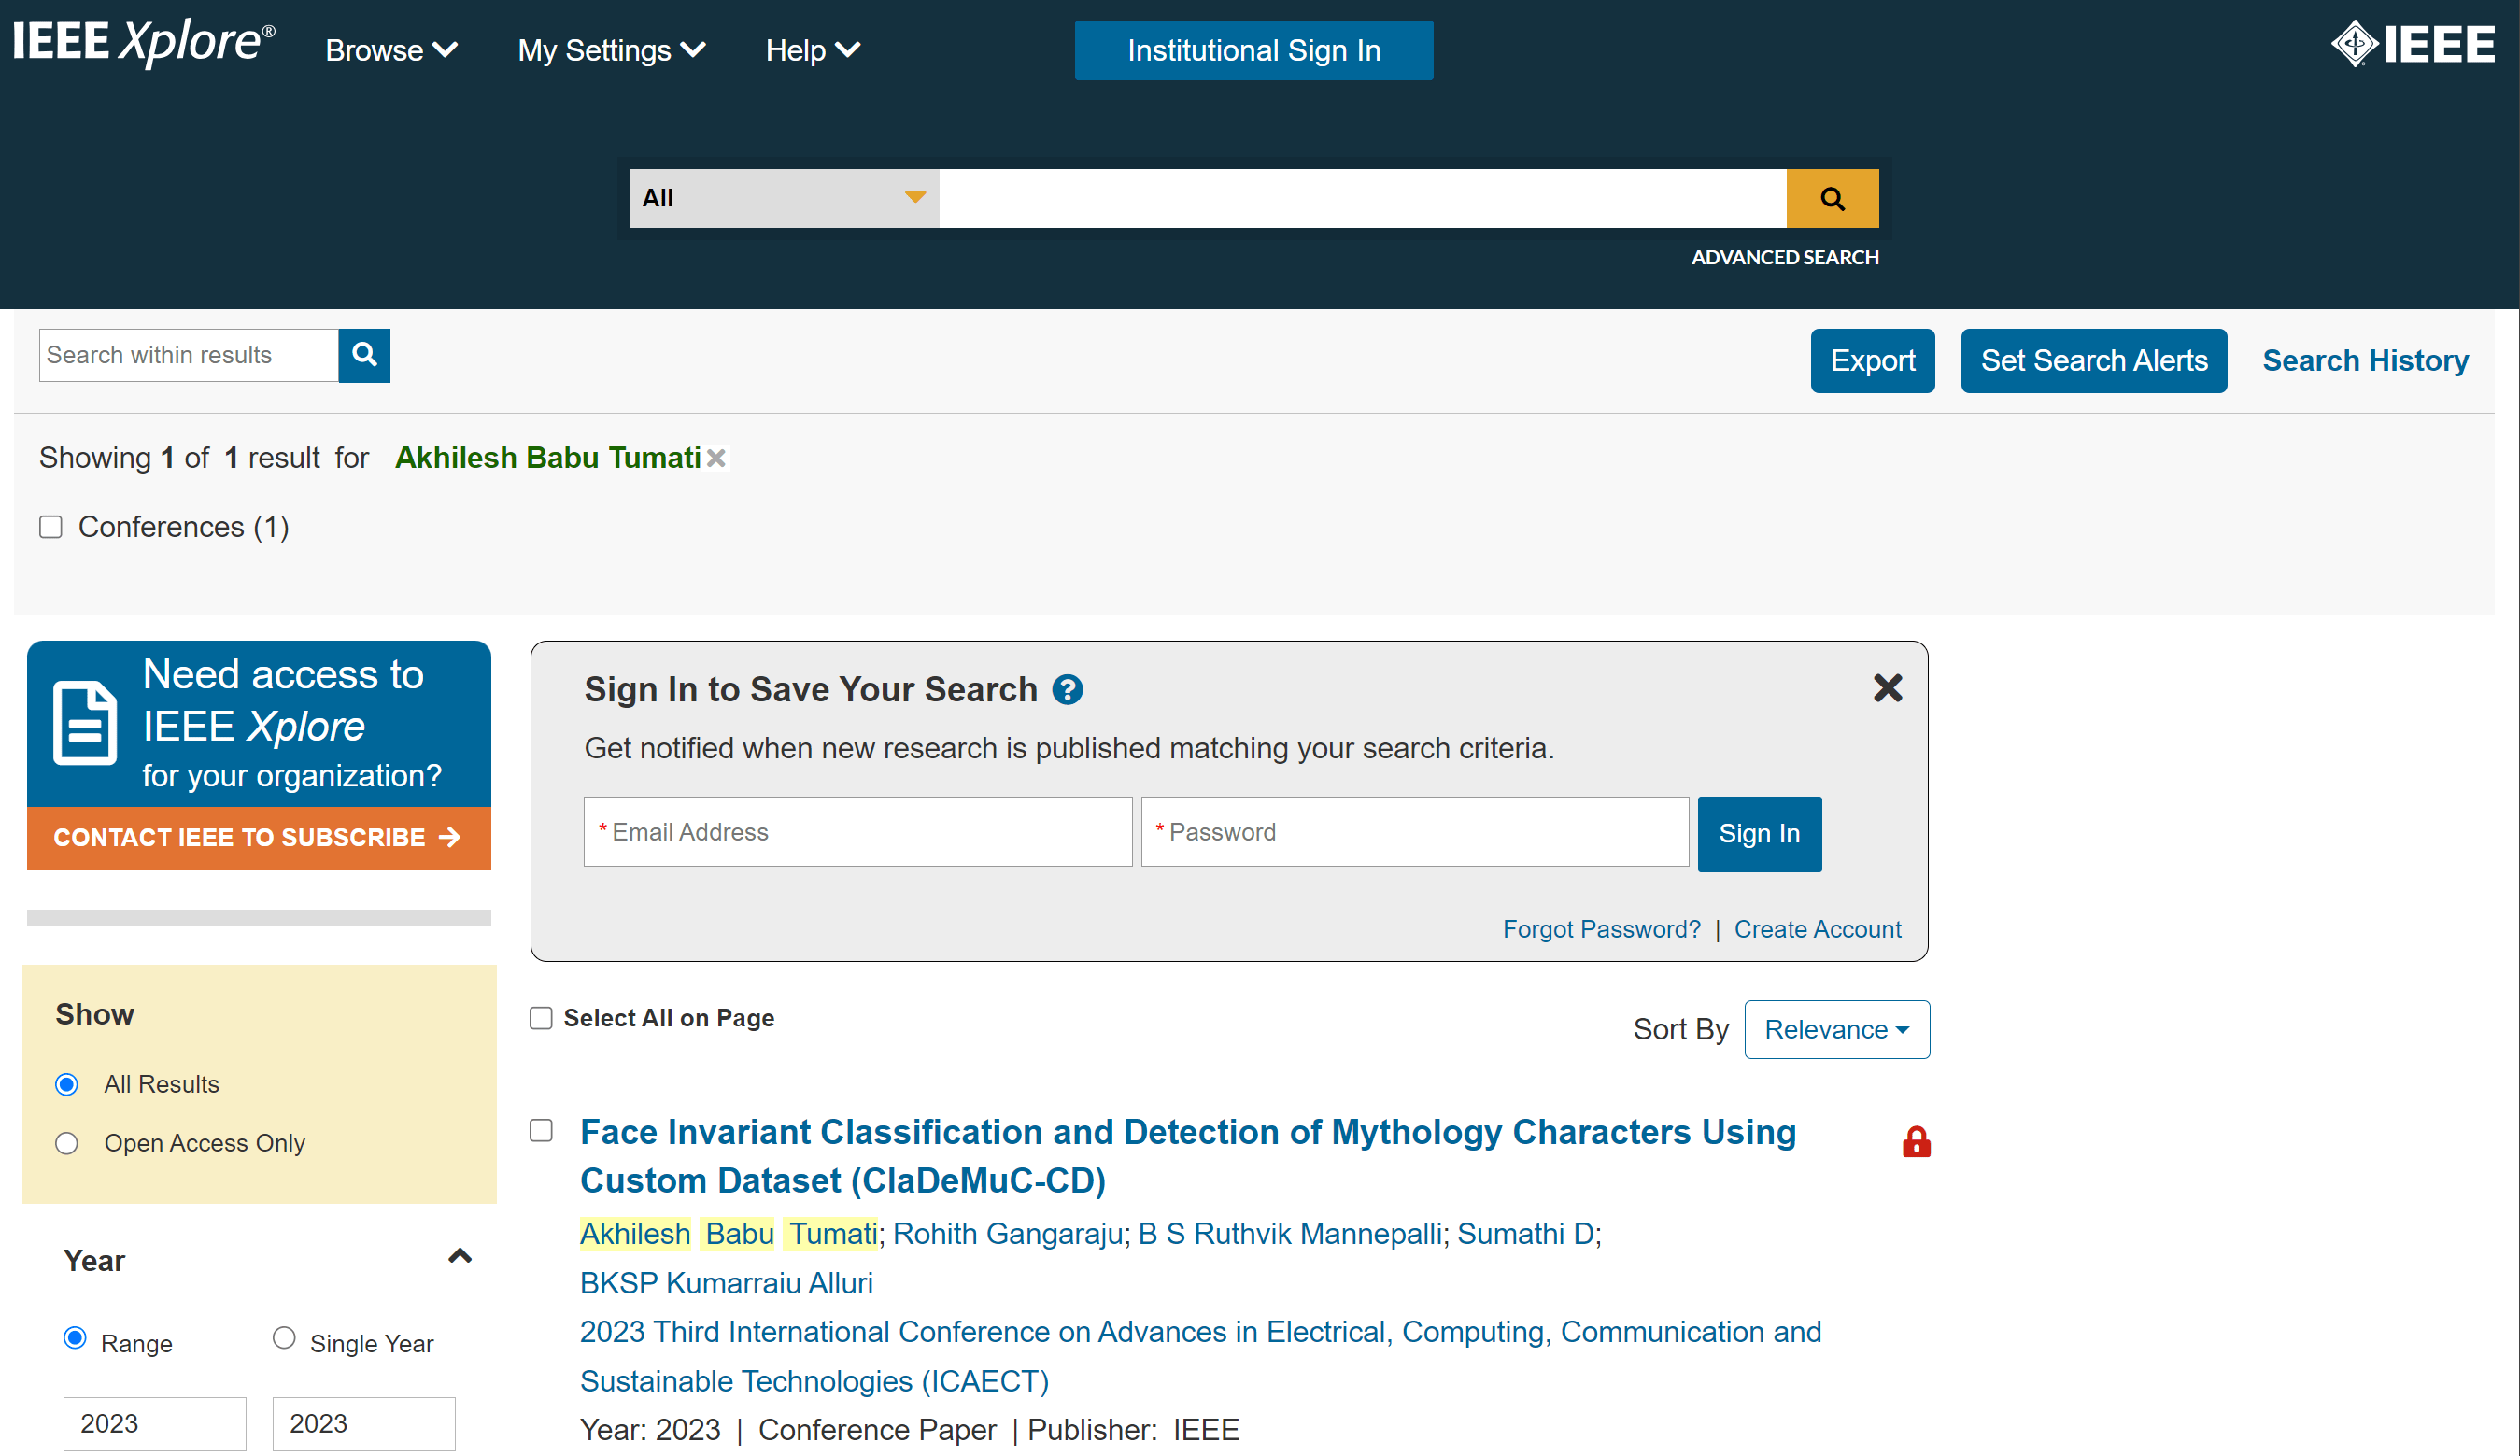 IEEE Xplore® Browse My Settings Help Institutional Sign In IEEE
All
ADVANCED SEARCH
Search within results Export Set Search Alerts Search History
Showing 1 of 1 result for Akhilesh Babu Tumati
Conferences (1)
Need access to
IEEE Xplore
for your organization?
CONTACT IEEE TO SUBSCRIBE
Sign In to Save Your Search
Get notified when new research is published matching your search criteria.
* Email Address * Password Sign In
Forgot Password? | Create Account
Show
All Results
Open Access Only
Year
Range Single Year
2023 2023
Select All on Page Sort By Relevance
Face Invariant Classification and Detection of Mythology Characters Using
Custom Dataset (ClaDeMuC-CD)
Akhilesh Babu Tumati; Rohith Gangaraju; B S Ruthvik Mannepalli; Sumathi D;
BKSP Kumarraiu Alluri
2023 Third International Conference on Advances in Electrical, Computing, Communication and
Sustainable Technologies (ICAECT)
Year: 2023 | Conference Paper | Publisher: IEEE